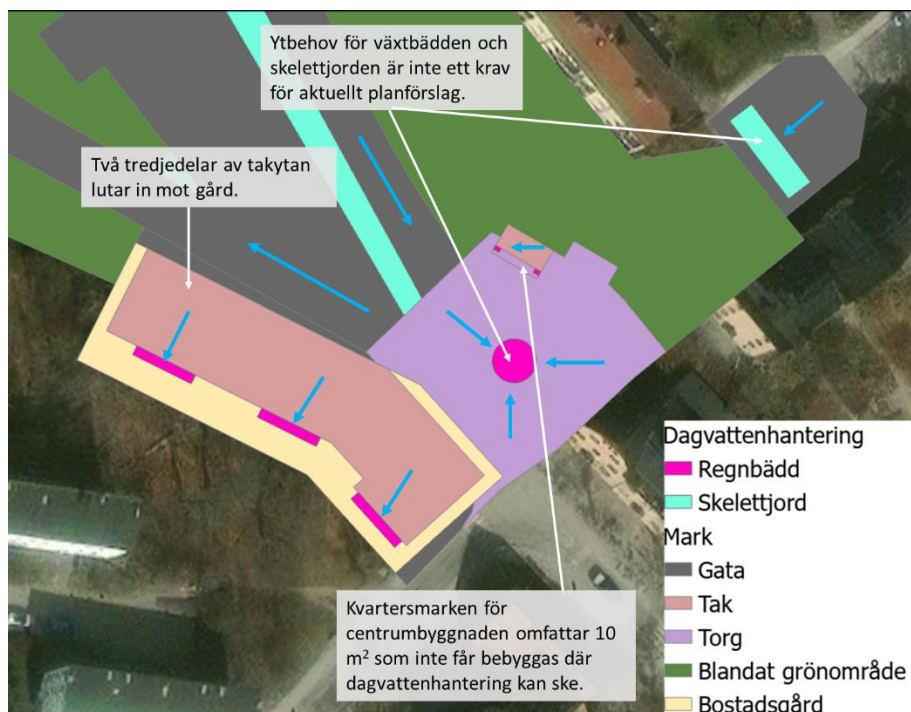 Ytbehov för växtbädden och
skelettjorden är inte ett krav
för aktuellt planförslag.
Två tredjedelar av takytan
lutar in mot gård.
Kvartersmarken för
centrumbyggnaden omfattar 10
m² som inte får bebyggas där
dagvattenhantering kan ske.
Dagvattenhantering
Regnbädd
Skelettjord
Mark
Gata
Tak
Torg
Blandat grönområde
Bostadsgård